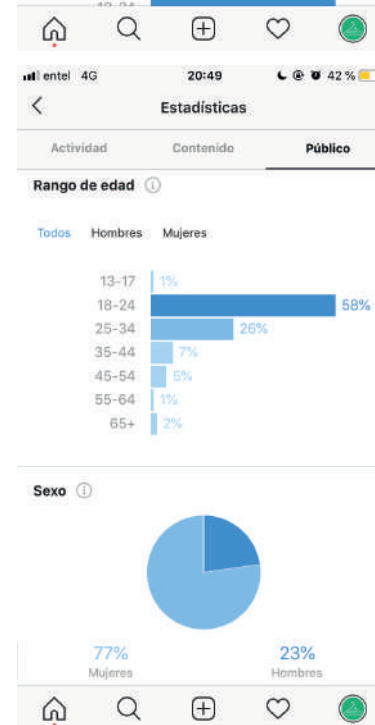 entel 4G 20:49 42 %
Estadísticas
Actividad Contenido Público
Rango de edad
Todos Hombres Mujeres
13-17 1%
18-24 58%
25-34 26%
35-44 7%
45-54 5%
55-64 1%
65+ 2%
Sexo
77% 23%
Mujeres Hombres